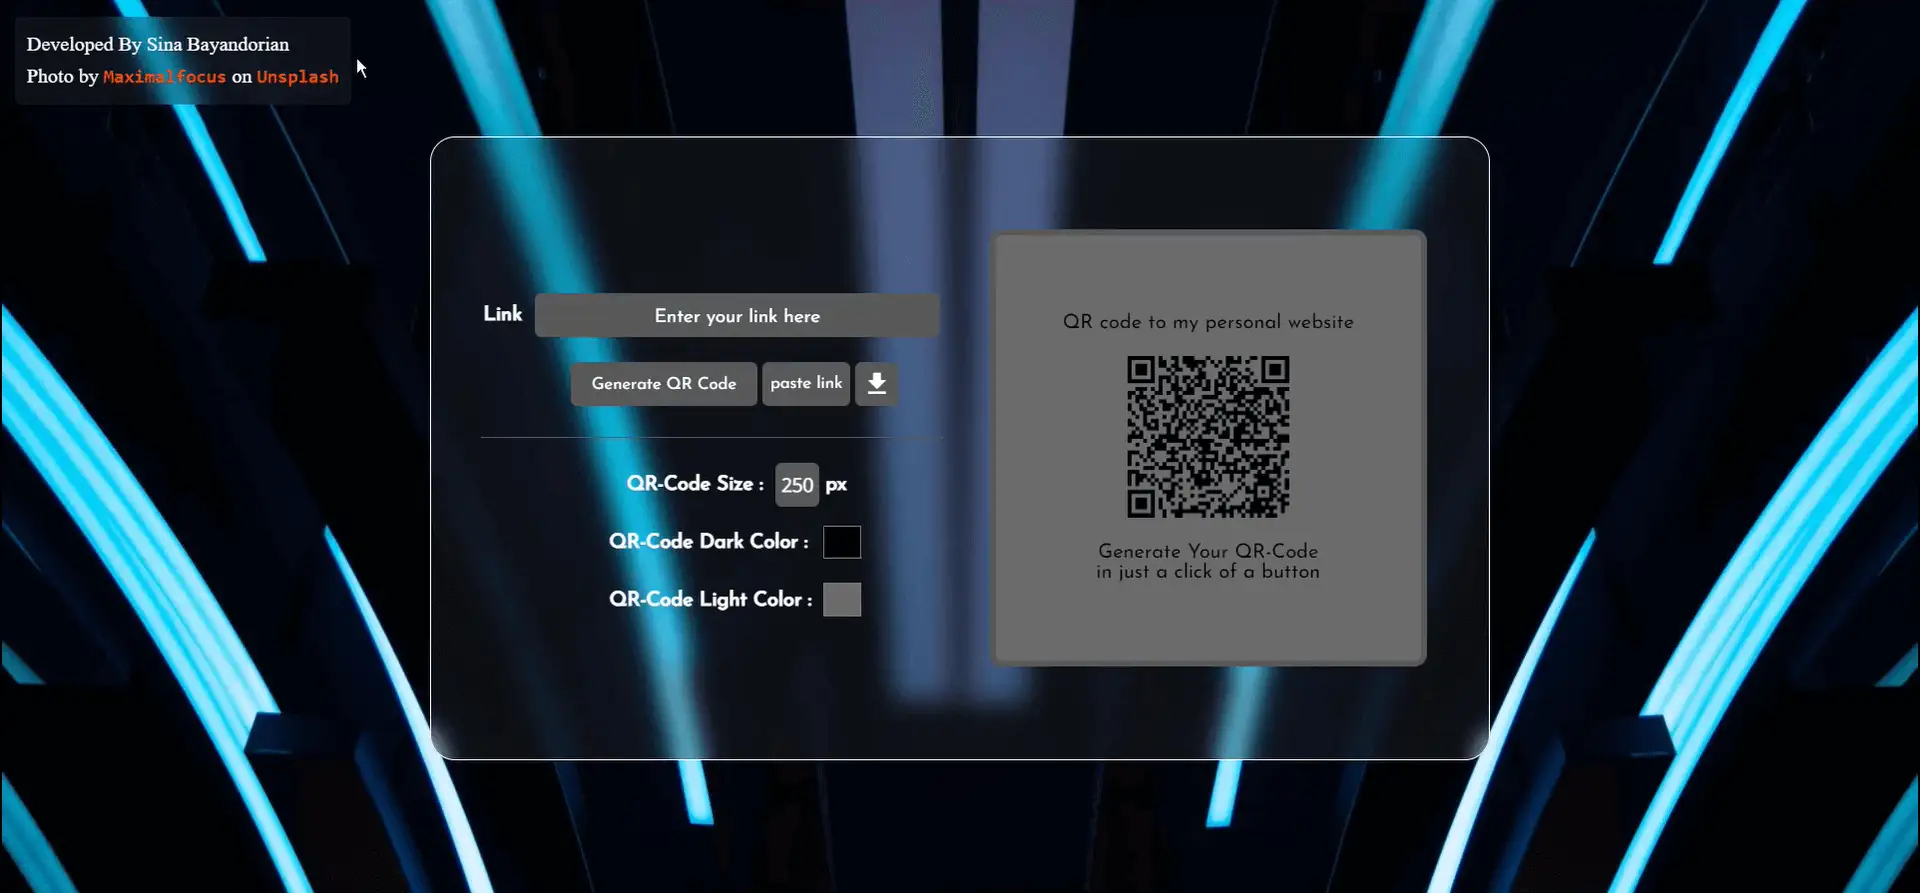 Developed By Sina Bayandorian
Photo by Maximalfocus on Unsplash
Link
Enter your link here
Generate QR Code
paste link
QR-Code Size :
250
px
QR-Code Dark Color :
QR-Code Light Color :
QR code to my personal website
Generate Your QR-Code
in just a click of a button